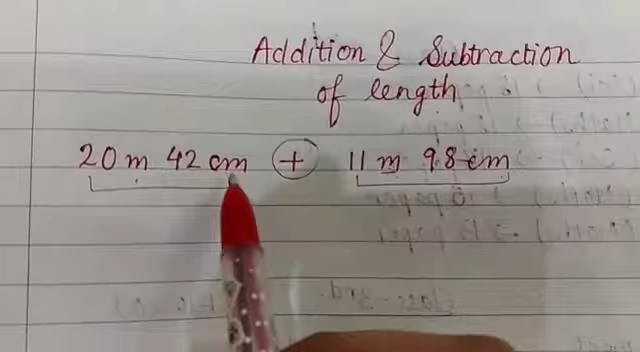 Addition & Subtraction
of length
20 m 42 cm + 11 m 98 cm